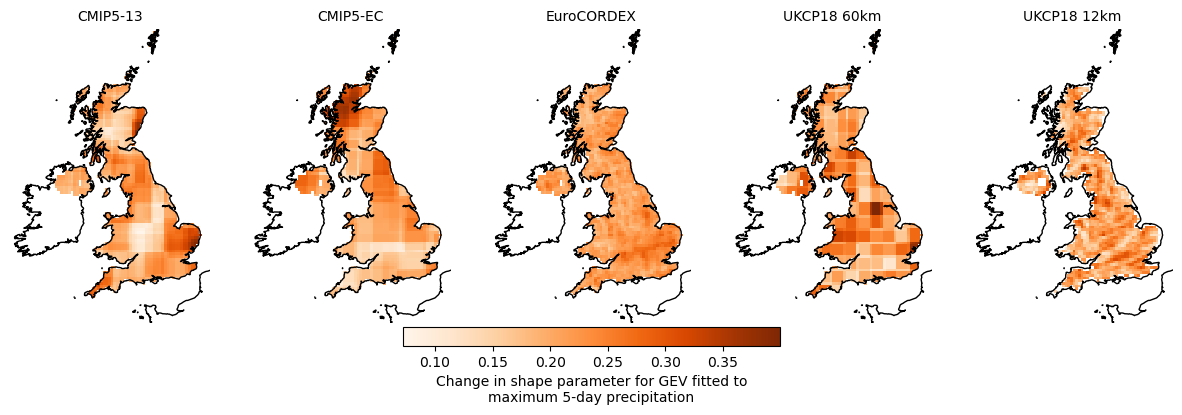 CMIP5-13 CMIP5-EC EuroCORDEX UKCP18 60km UKCP18 12km
0.10 0.15 0.20 0.25 0.30 0.35
Change in shape parameter for GEV fitted to
maximum 5-day precipitation